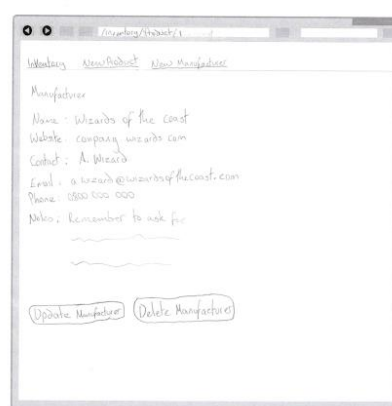 /inventory/Product/1
Inventory New Product New Manufacturer
Manufacturer
Name : Wizards of the coast
Website : company.wizards.com
Contact : A. Wizard
Email : a.wizard@wizardsofthecoast.com
Phone : 0800 000 000
Notes : Remember to ask for
Update Manufacturer Delete Manufacturer